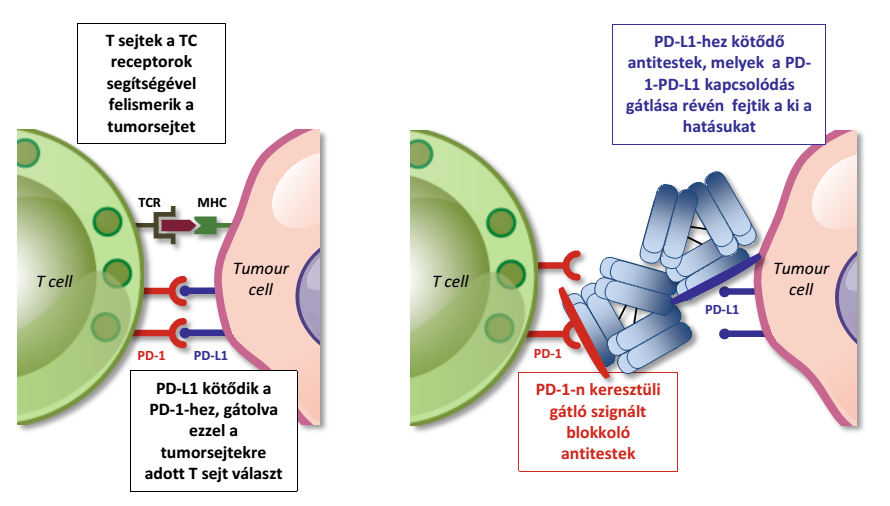 T sejtek a TC
receptorok
segítségével
felismerik a
tumorsejtet
TCR
MHC
T cell
Tumour
cell
PD-1
PD-L1
PD-L1 kötődik a
PD-1-hez, gátolva
ezzel a
tumorsejtekre
adott T sejt választ
PD-L1-hez kötődő
antitestek, melyek a PD-
1-PD-L1 kapcsolódás
gátlása révén fejtik a ki a
hatásukat
T cell
Tumour
cell
PD-L1
PD-1
PD-1-n keresztüli
gátló szignált
blokkoló
antitestek